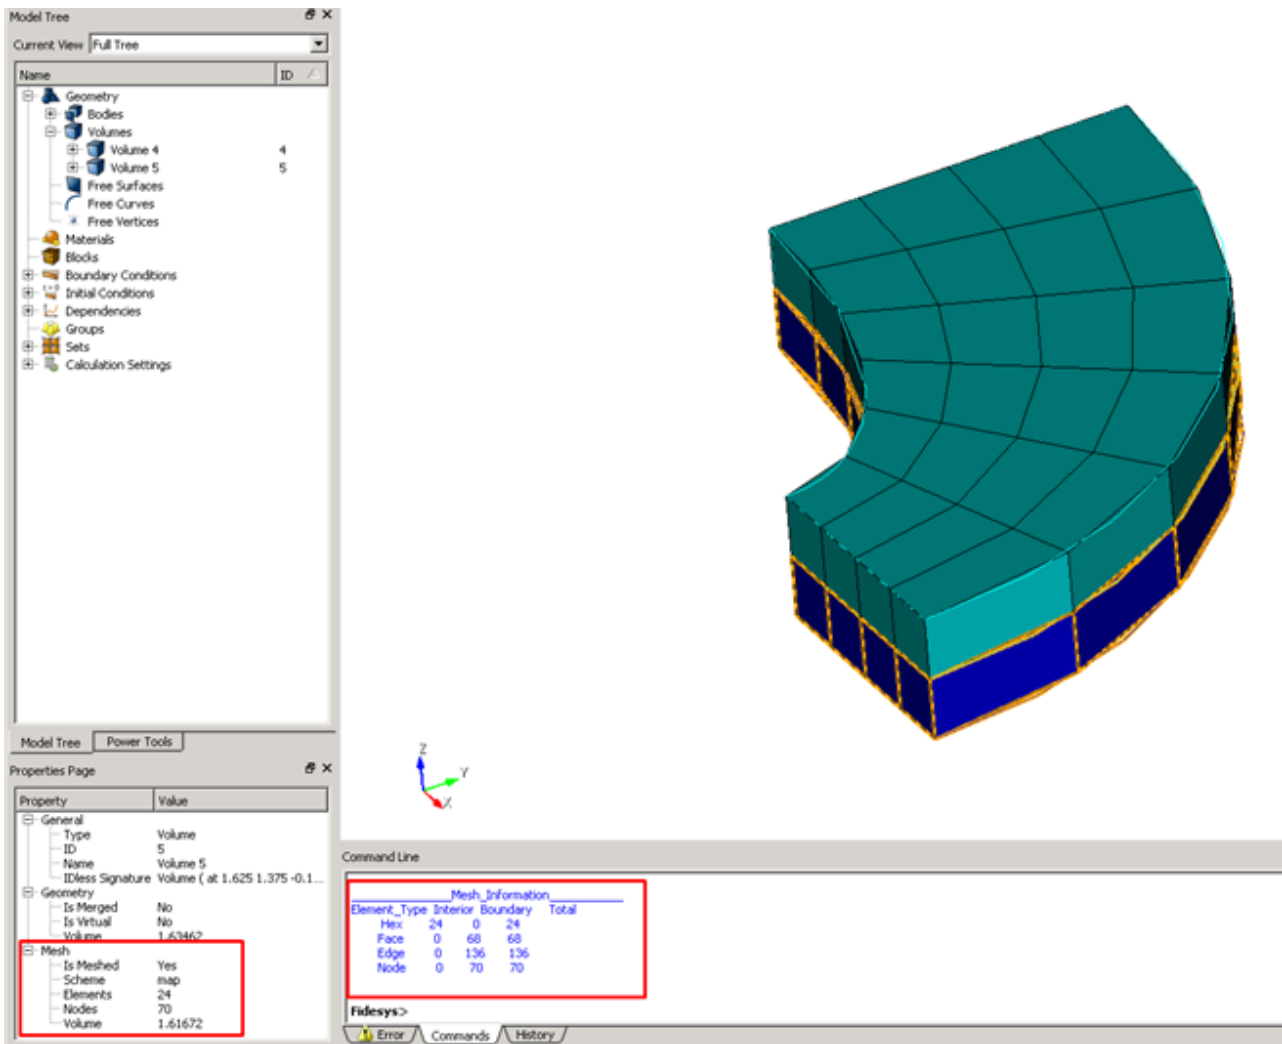 Model Tree
Current View Full Tree
Name ID
Geometry
Bodies
Volumes
Volume 4 4
Volume 5 5
Free Surfaces
Free Curves
Free Vertices
Materials
Blocks
Boundary Conditions
Initial Conditions
Dependencies
Groups
Sets
Calculation Settings
Model Tree Power Tools
Properties Page
Property Value
General
Type Volume
ID 5
Name Volume 5
IDless Signature Volume ( at 1.625 1.375 -0.1...
Geometry
Is Merged No
Is Virtual No
Volume 1.63462
Mesh
Is Meshed Yes
Scheme map
Elements 24
Nodes 70
Volume 1.61672
Z
Y
X
Command Line
Mesh_Information
Element_Type Interior Boundary Total
Hex 24 0 24
Face 0 68 68
Edge 0 136 136
Node 0 70 70
Fidesys>
Error Commands History